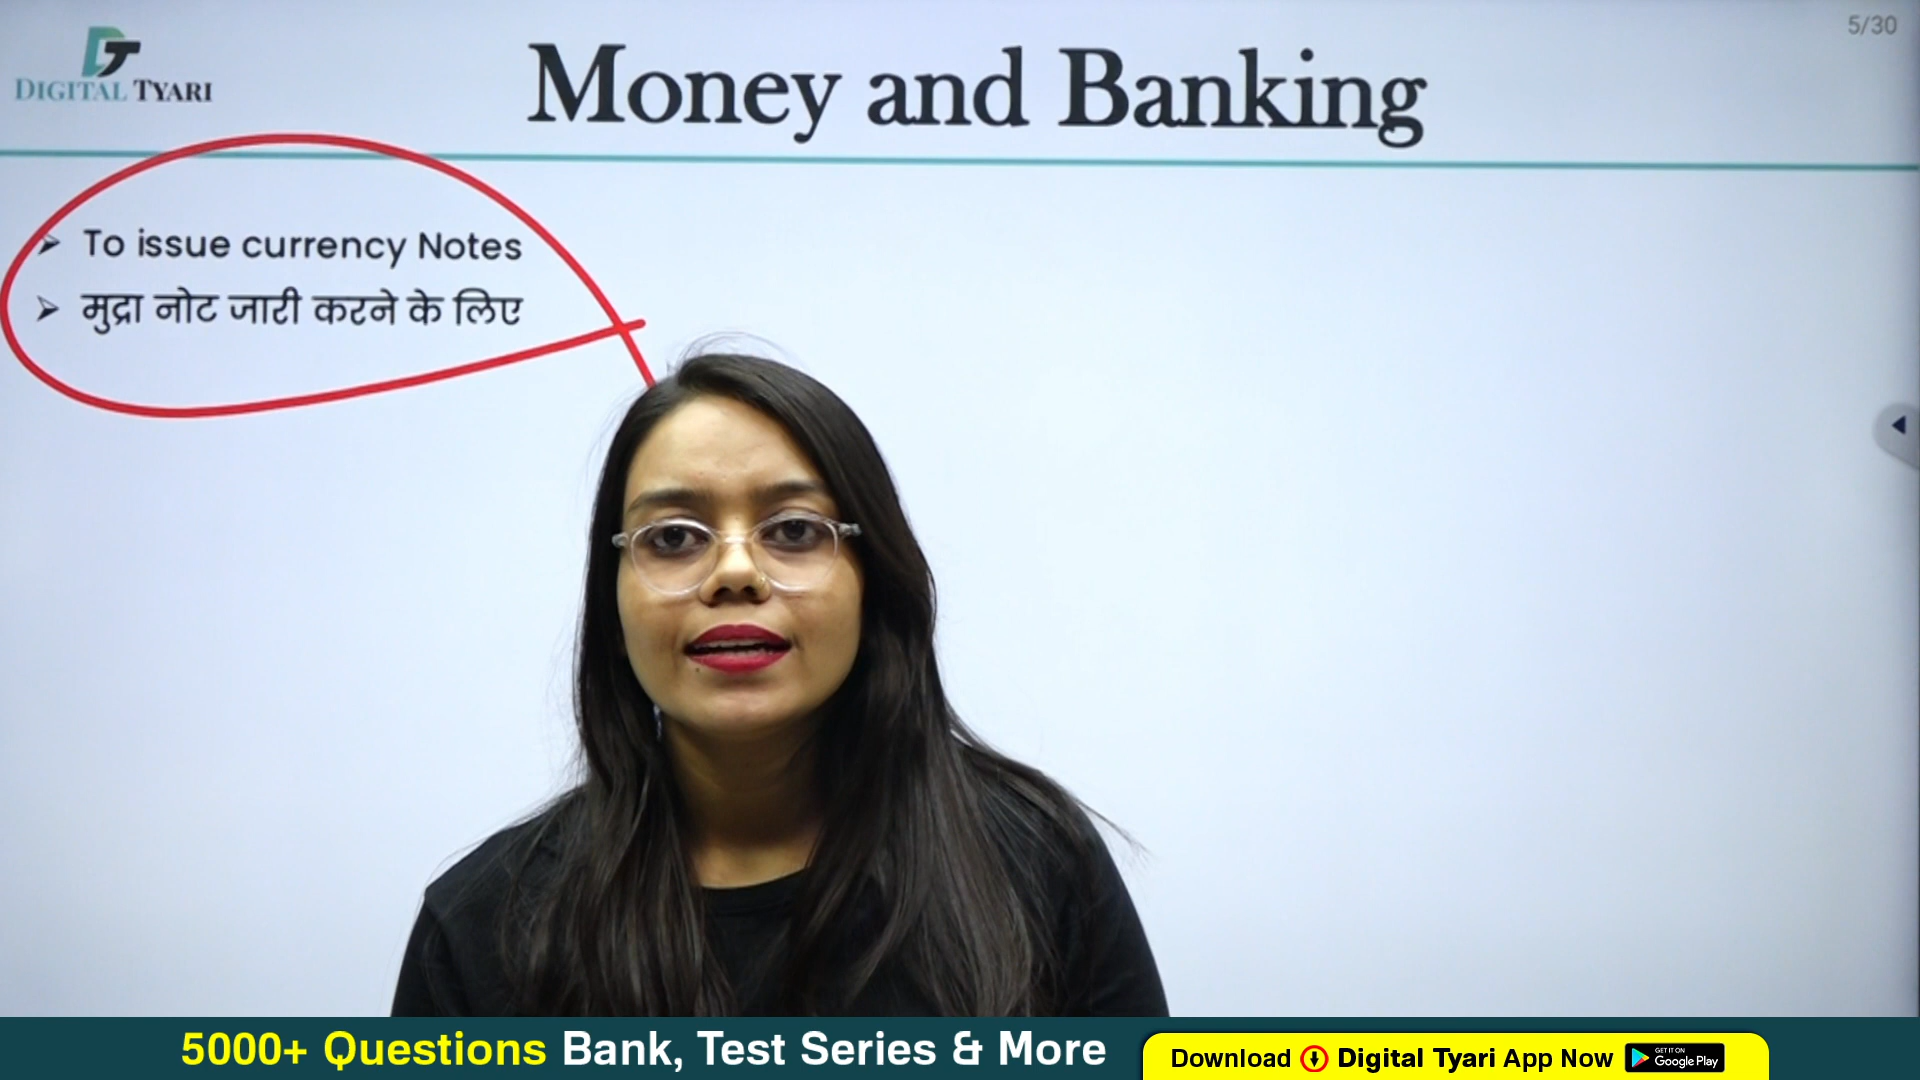 5/30
DT
DIGITAL TYARI
Money and Banking
➤ To issue currency Notes
➤ मुद्रा नोट जारी करने के लिए
5000+ Questions Bank, Test Series & More
Download Digital Tyari App Now
GET IT ON
Google Play